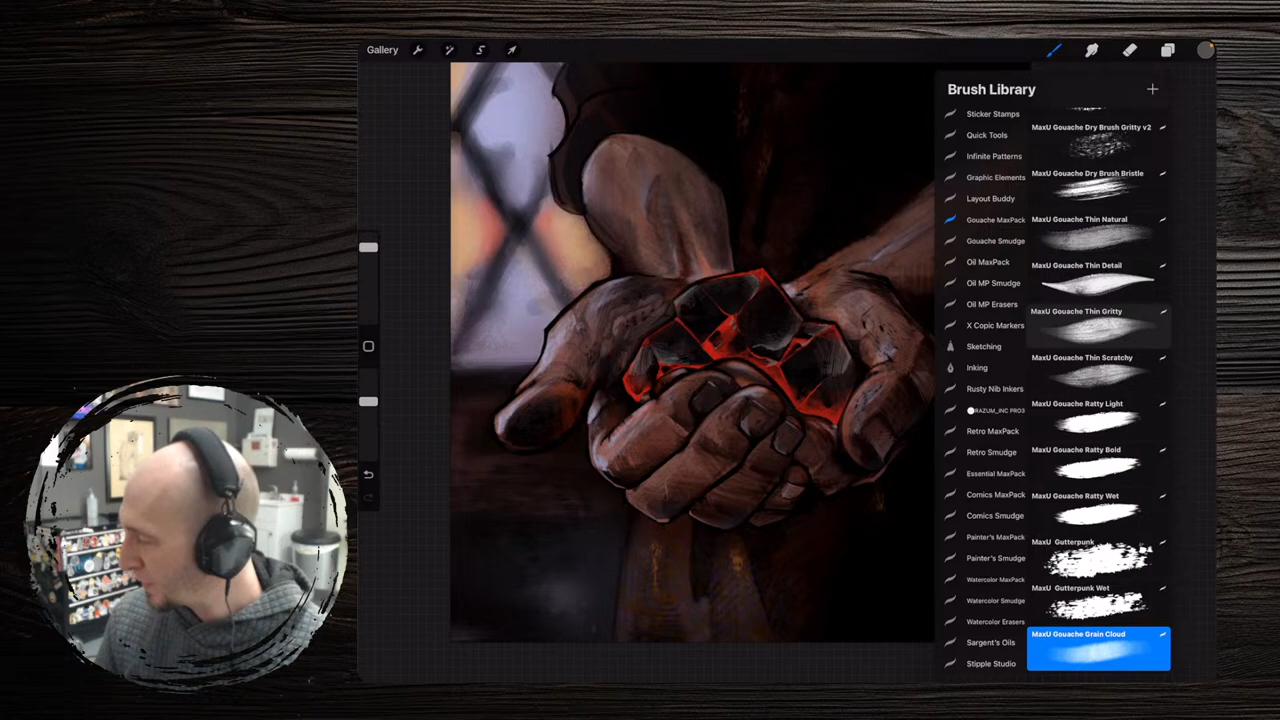 Gallery
Brush Library
Sticker Stamps
Quick Tools
Infinite Patterns
Graphic Elements
Layout Buddy
Gouache MaxPack
Gouache Smudge
Oil MaxPack
Oil MP Smudge
Oil MP Erasers
X Copic Markers
Sketching
Inking
Rusty Nib Inkers
RAZUM_INC PRO3
Retro MaxPack
Retro Smudge
Essential MaxPack
Comics MaxPack
Comics Smudge
Painter's MaxPack
Painter's Smudge
Watercolor MaxPack
Watercolor Smudge
Watercolor Erasers
Sargent's Oils
Stipple Studio
MaxU Gouache Dry Brush Gritty v2
MaxU Gouache Dry Brush Bristle
MaxU Gouache Thin Natural
MaxU Gouache Thin Detail
MaxU Gouache Thin Gritty
MaxU Gouache Thin Scratchy
MaxU Gouache Ratty Light
MaxU Gouache Ratty Bold
MaxU Gouache Ratty Wet
MaxU Gutterpunk
MaxU Gutterpunk Wet
MaxU Gouache Grain Cloud